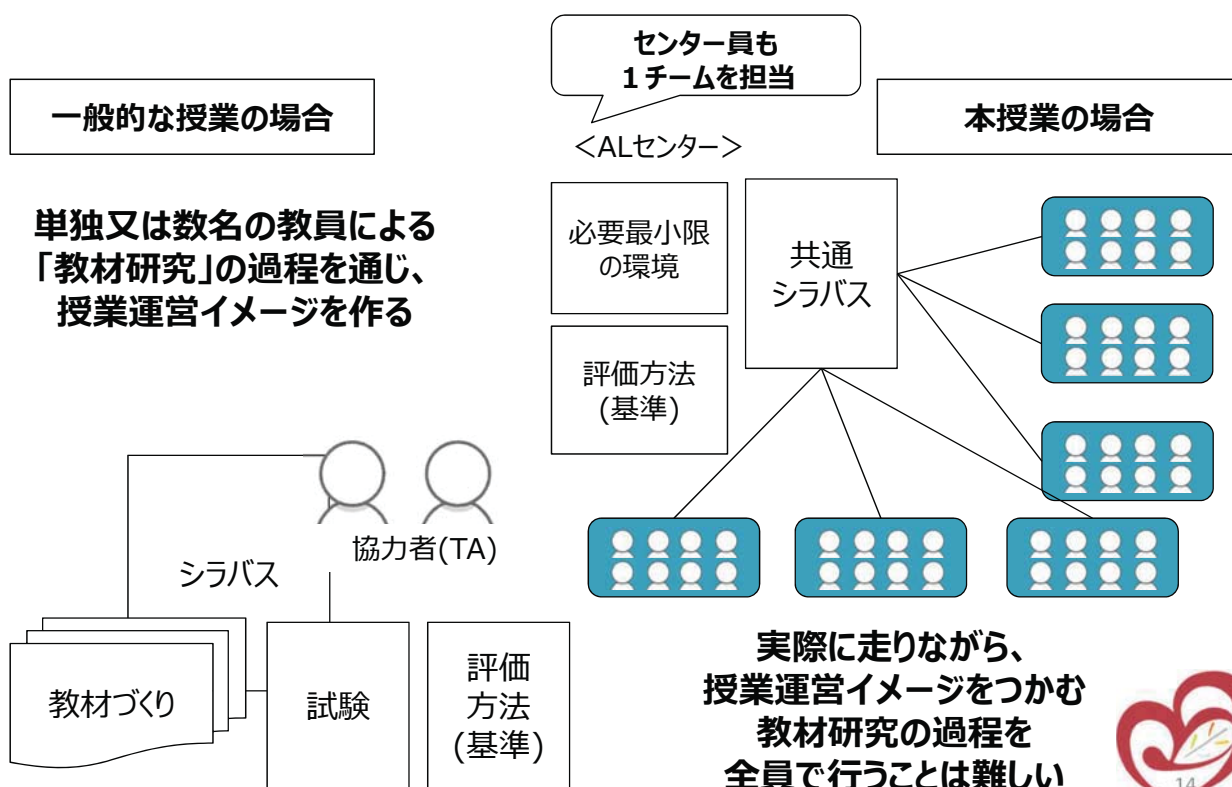 一般的な授業の場合
単独又は数名の教員による
「教材研究」の過程を通じ、
授業運営イメージを作る
協力者(TA)
シラバス
教材づくり
試験
評価
方法
(基準)
センター員も
1チームを担当
<ALセンター>
本授業の場合
必要最小限
の環境
共通
シラバス
評価方法
(基準)
実際に走りながら、
授業運営イメージをつかむ
教材研究の過程を
全員で行うことは難しい
14